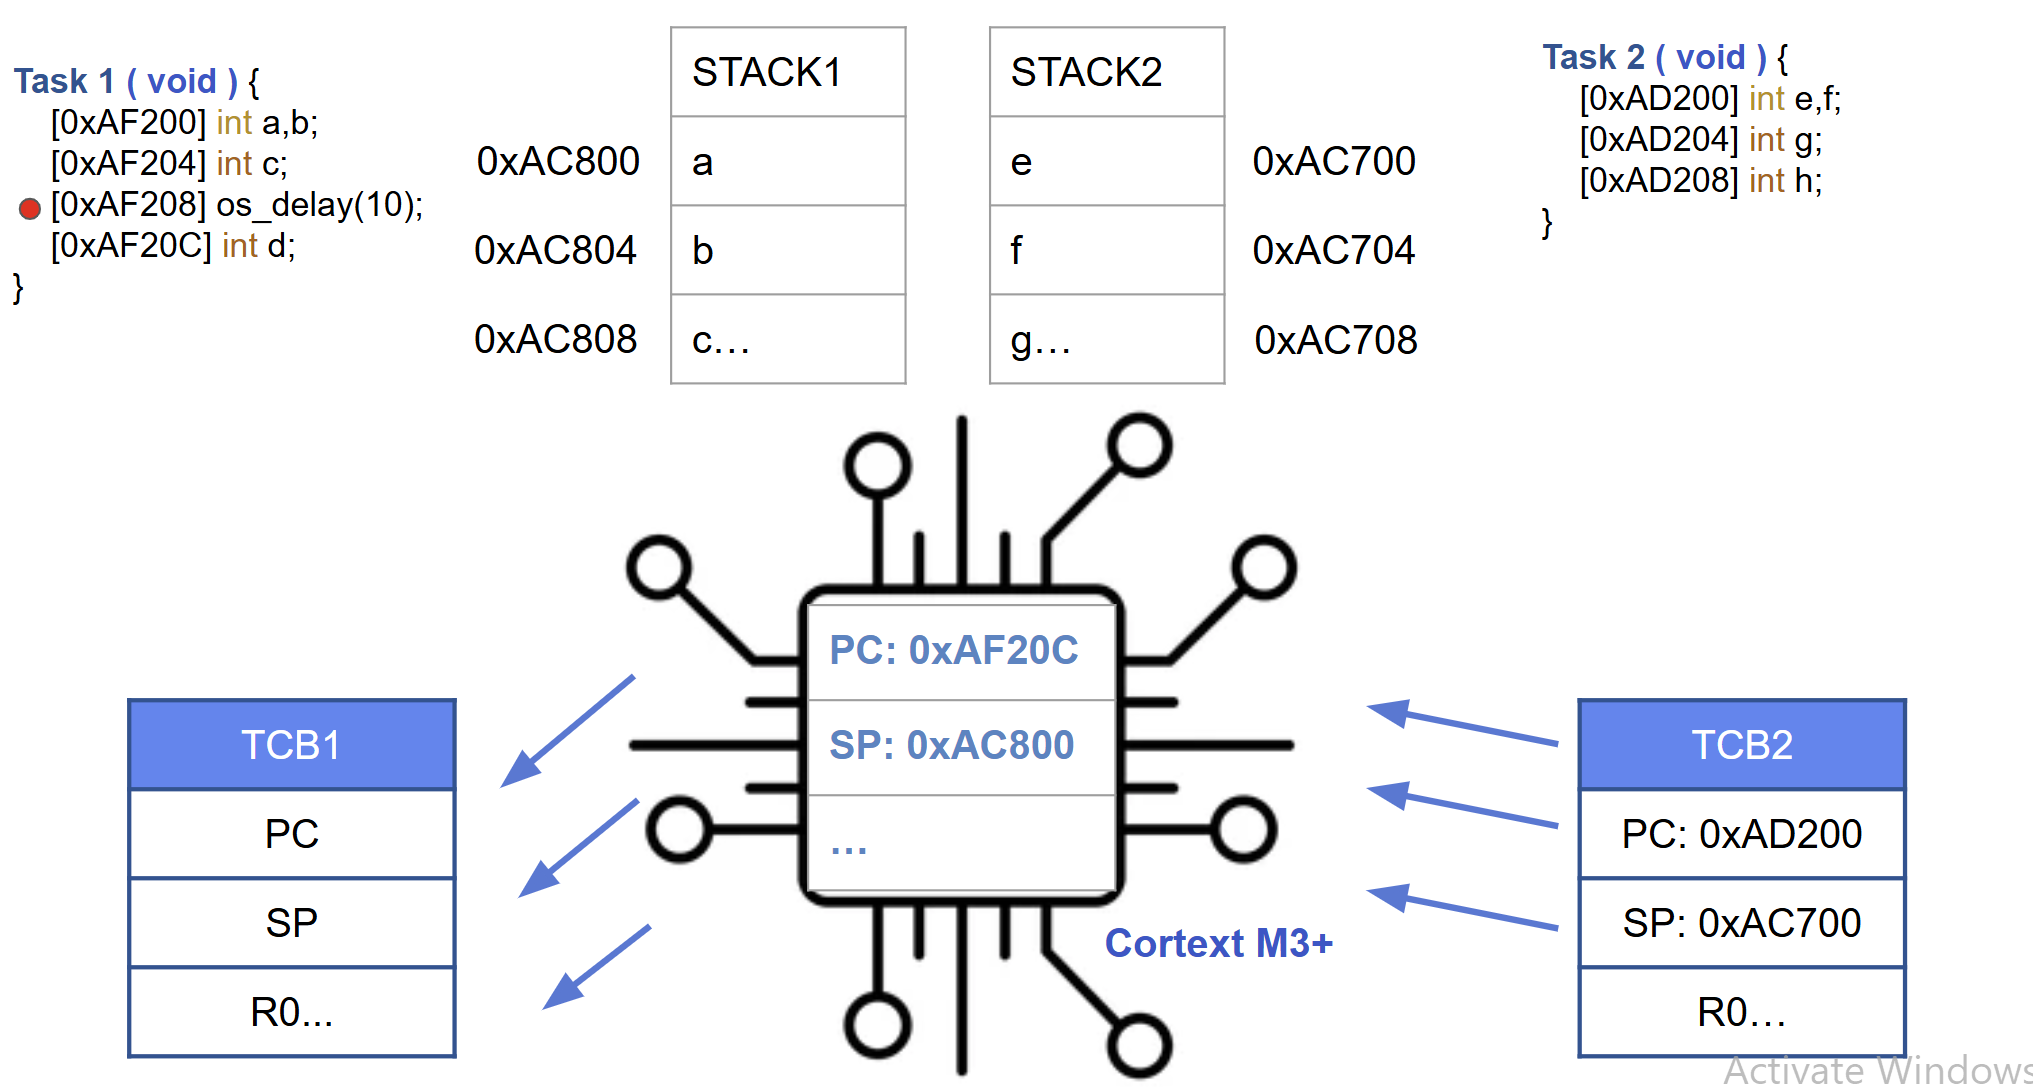 Task 1 ( void ) {
[0xAF200] int a,b;
[0xAF204] int c;
[0xAF208] os_delay(10);
[0xAF20C] int d;
}
STACK1
0xAC800 a
0xAC804 b
0xAC808 c…
STACK2
e 0xAC700
f 0xAC704
g… 0xAC708
Task 2 ( void ) {
[0xAD200] int e,f;
[0xAD204] int g;
[0xAD208] int h;
}
PC: 0xAF20C
SP: 0xAC800
...
Cortext M3+
TCB1
PC
SP
R0...
TCB2
PC: 0xAD200
SP: 0xAC700
R0…
Activate Windows